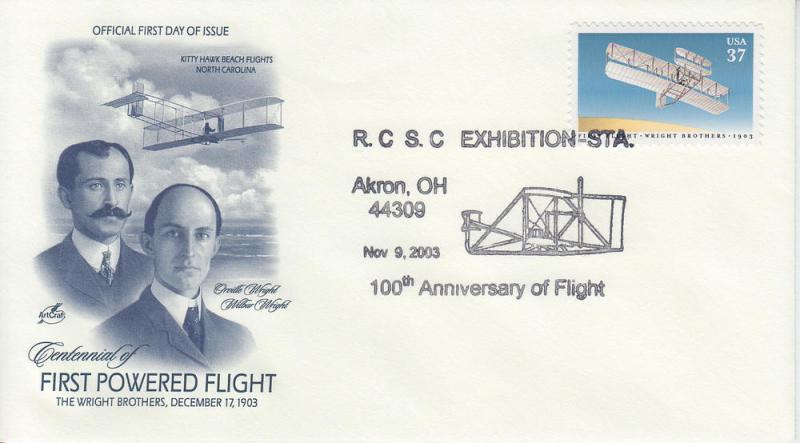 OFFICIAL FIRST DAY OF ISSUE
KITTY HAWK BEACH FLIGHTS
NORTH CAROLINA
Orville Wright
Wilbur Wright
ArtCraft
Centennial of
FIRST POWERED FLIGHT
THE WRIGHT BROTHERS, DECEMBER 17, 1903
USA
37
FIRST FLIGHT • WRIGHT BROTHERS • 1903
R.C S.C EXHIBITION-STA.
Akron, OH
44309
Nov 9, 2003
100th Anniversary of Flight